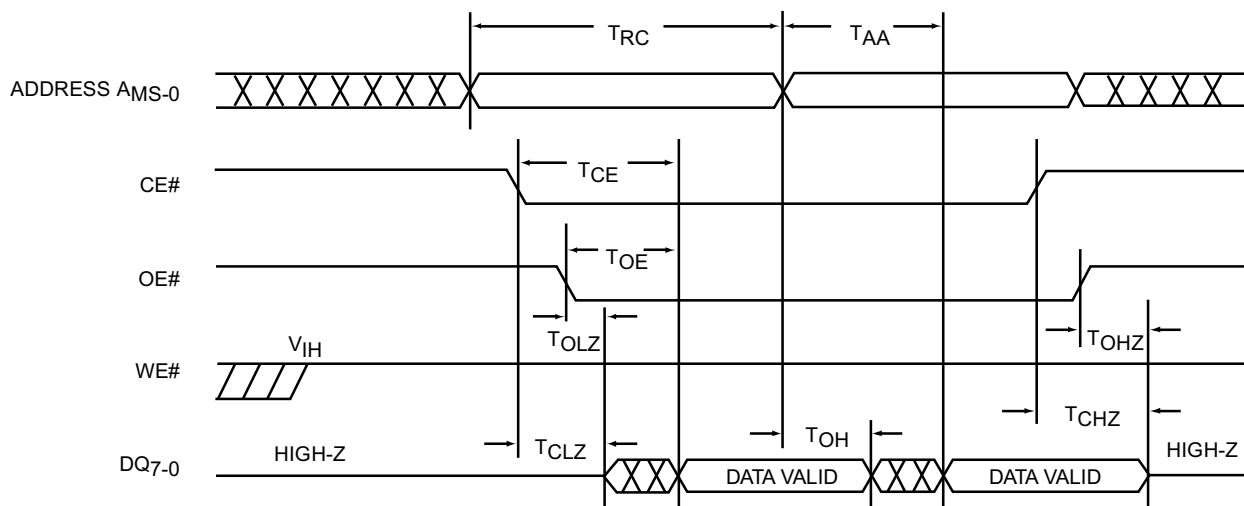 TRC TAA
ADDRESS AMS-0
TCE
CE#
TOE
OE#
TOLZ TOHZ
VIH
WE#
TCLZ TOH TCHZ
DQ7-0 HIGH-Z DATA VALID DATA VALID HIGH-Z